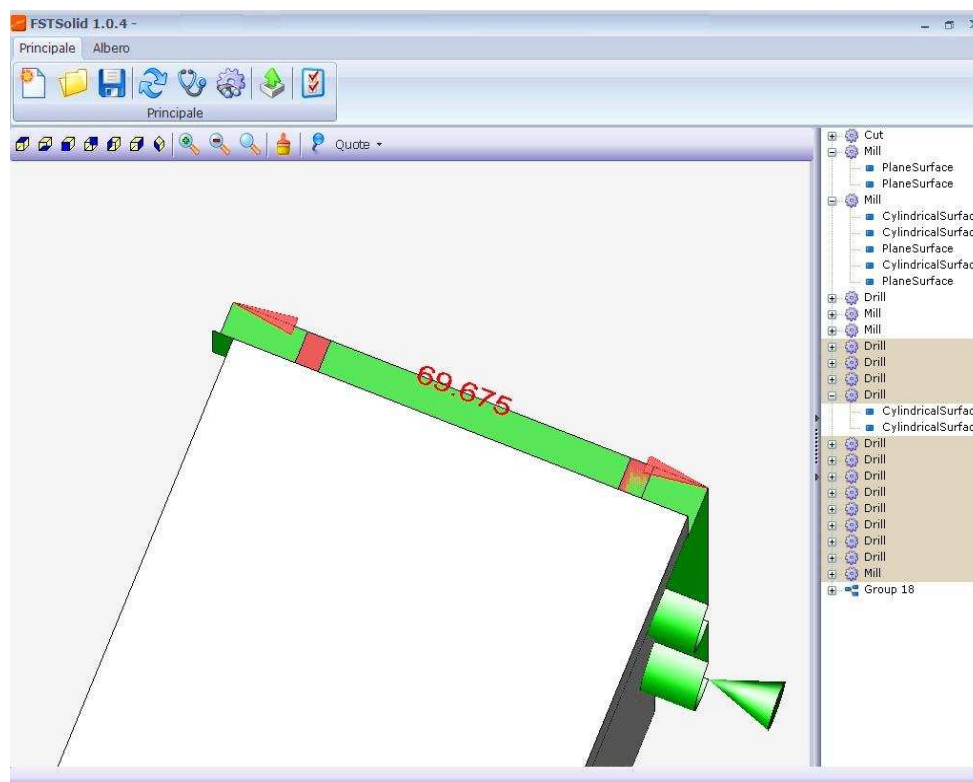 FSTSolid 1.0.4 -
Principale Albero
Principale
Quote
69.675
Cut
Mill
PlaneSurface
PlaneSurface
Mill
CylindricalSurfac
CylindricalSurfac
PlaneSurface
CylindricalSurfac
PlaneSurface
Drill
Mill
Mill
Drill
Drill
Drill
Drill
CylindricalSurfac
CylindricalSurfac
Drill
Drill
Drill
Drill
Drill
Drill
Drill
Drill
Mill
Group 18